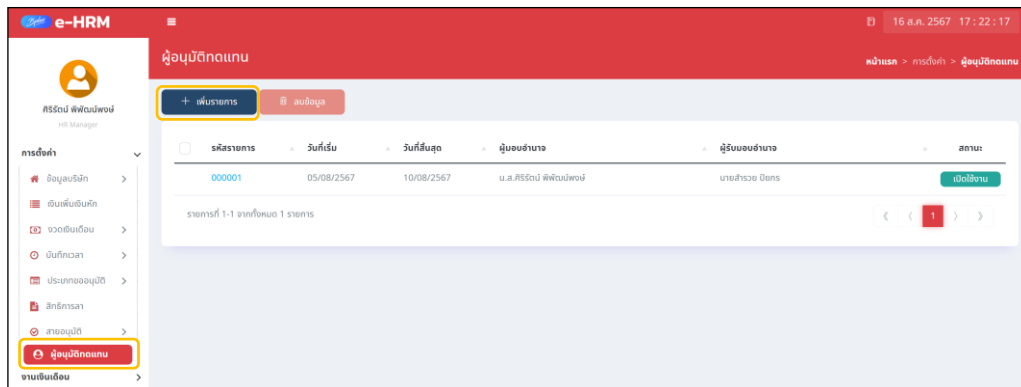 e-HRM
16 ส.ค. 2567 17 : 22 : 17
ผู้อนุมัติทดแทน
หน้าแรก > การตั้งค่า > ผู้อนุมัติทดแทน
ศิริรัตน์ พิพัฒน์พงษ์
HR Manager
+ เพิ่มรายการ
ลบข้อมูล
การตั้งค่า
รหัสรายการ วันที่เริ่ม วันที่สิ้นสุด ผู้มอบอำนาจ ผู้รับมอบอำนาจ สถานะ
000001 05/08/2567 10/08/2567 น.ส.ศิริรัตน์ พิพัฒน์พงษ์ นายสำรวย ปิยกร เปิดใช้งาน
รายการที่ 1-1 จากทั้งหมด 1 รายการ
1
ข้อมูลบริษัท
เงินเพิ่มเงินหัก
งวดเงินเดือน
บันทึกเวลา
ประเภทขออนุมัติ
สิทธิการลา
สายอนุมัติ
ผู้อนุมัติทดแทน
งานเงินเดือน